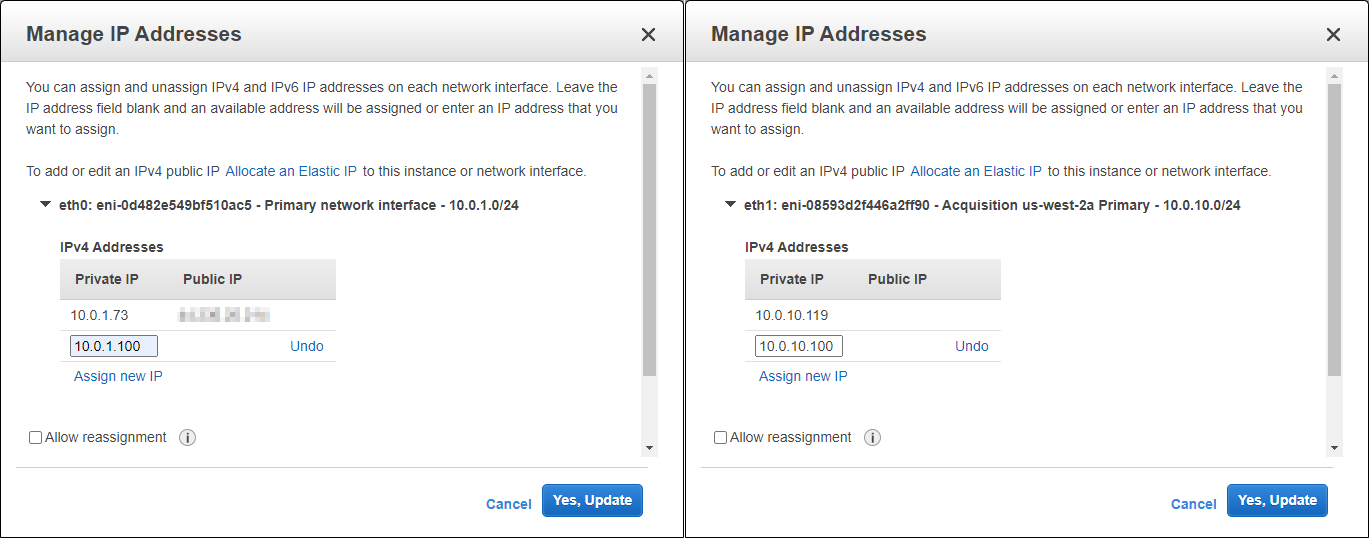 Manage IP Addresses
You can assign and unassign IPv4 and IPv6 IP addresses on each network interface. Leave the
IP address field blank and an available address will be assigned or enter an IP address that you
want to assign.
To add or edit an IPv4 public IP Allocate an Elastic IP to this instance or network interface.
eth0: eni-0d482e549bf510ac5 - Primary network interface - 10.0.1.0/24
IPv4 Addresses
Private IP Public IP
10.0.1.73
10.0.1.100 Undo
Assign new IP
Allow reassignment i
Cancel Yes, Update
Manage IP Addresses
You can assign and unassign IPv4 and IPv6 IP addresses on each network interface. Leave the
IP address field blank and an available address will be assigned or enter an IP address that you
want to assign.
To add or edit an IPv4 public IP Allocate an Elastic IP to this instance or network interface.
eth1: eni-08593d2f446a2ff90 - Acquisition us-west-2a Primary - 10.0.10.0/24
IPv4 Addresses
Private IP Public IP
10.0.10.119
10.0.10.100 Undo
Assign new IP
Allow reassignment i
Cancel Yes, Update